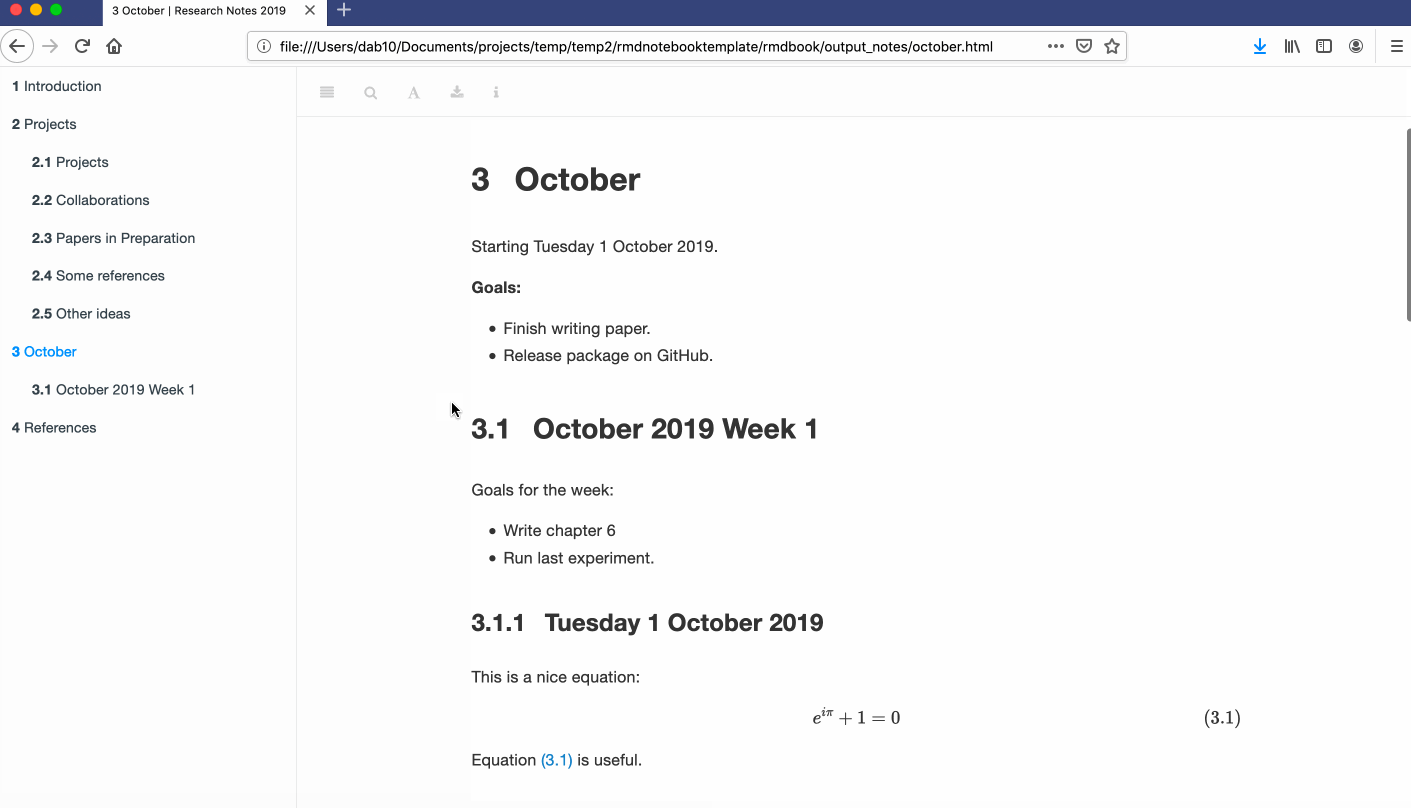 3 October | Research Notes 2019
file:///Users/dab10/Documents/projects/temp/temp2/rmdnotebooktemplate/rmdbook/output_notes/october.html
1 Introduction
2 Projects
2.1 Projects
2.2 Collaborations
2.3 Papers in Preparation
2.4 Some references
2.5 Other ideas
3 October
3.1 October 2019 Week 1
4 References
A
i
3 October
Starting Tuesday 1 October 2019.
Goals:
• Finish writing paper.
• Release package on GitHub.
3.1 October 2019 Week 1
Goals for the week:
• Write chapter 6
• Run last experiment.
3.1.1 Tuesday 1 October 2019
This is a nice equation:
e^{iπ} + 1 = 0 (3.1)
Equation (3.1) is useful.